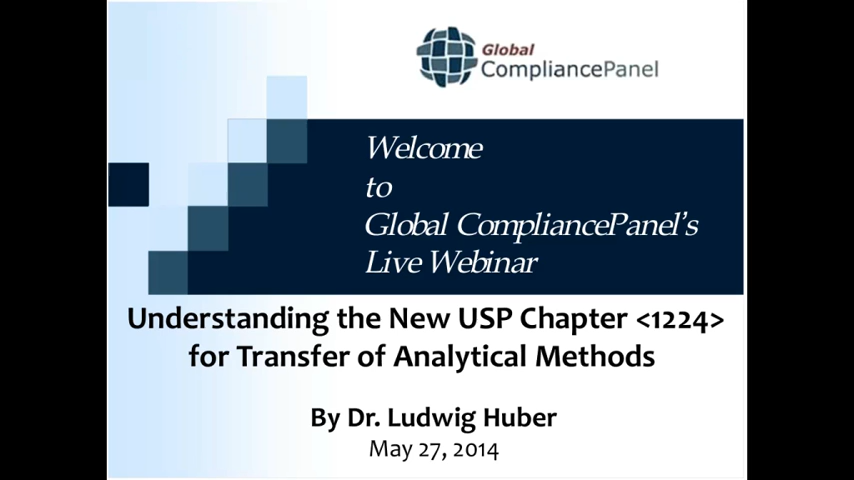 Global
CompliancePanel
Welcome
to
Global CompliancePanel's
Live Webinar
Understanding the New USP Chapter <1224>
for Transfer of Analytical Methods
By Dr. Ludwig Huber
May 27, 2014